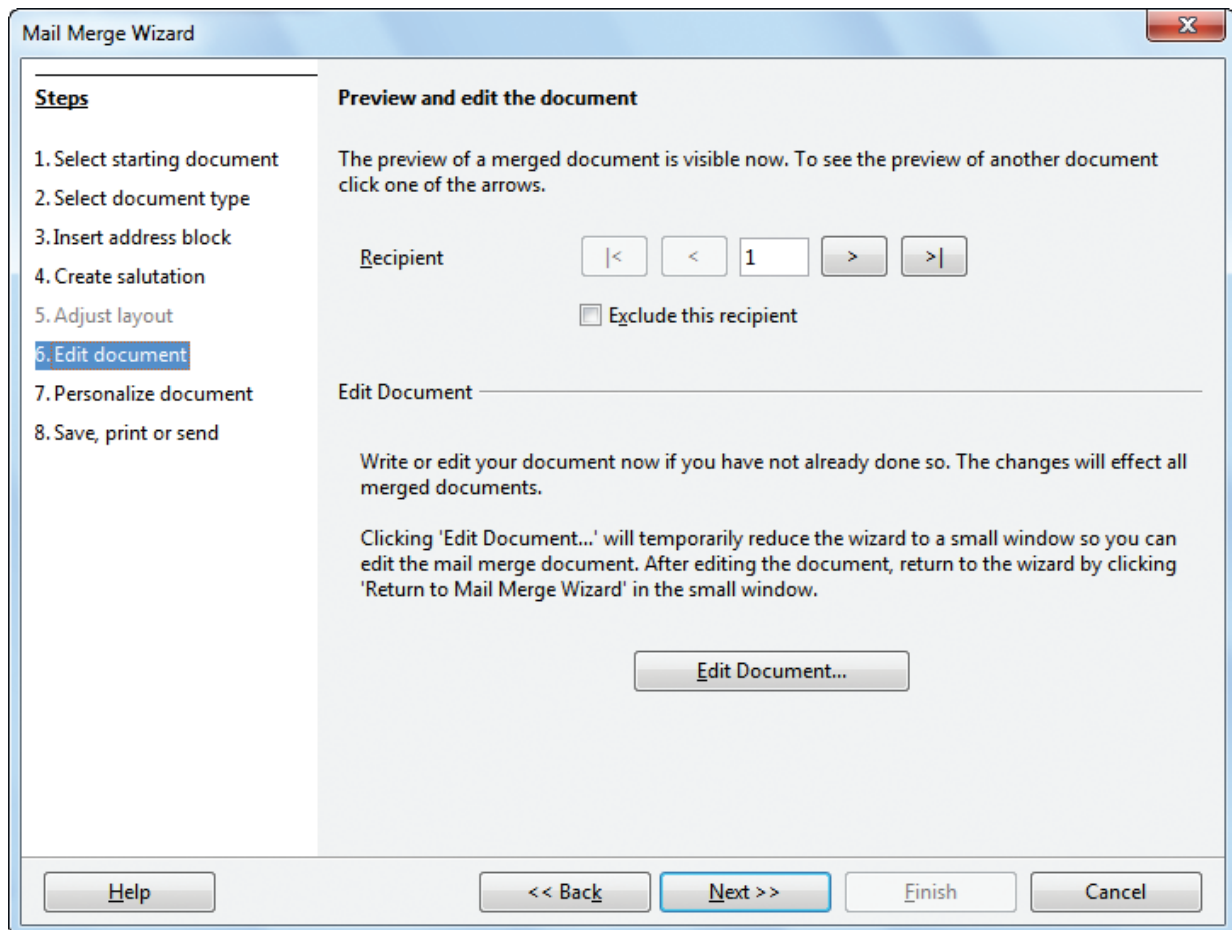 Mail Merge Wizard
Steps
1. Select starting document
2. Select document type
3. Insert address block
4. Create salutation
5. Adjust layout
6. Edit document
7. Personalize document
8. Save, print or send
Preview and edit the document
The preview of a merged document is visible now. To see the preview of another document
click one of the arrows.
Recipient |< < 1 > >|
Exclude this recipient
Edit Document
Write or edit your document now if you have not already done so. The changes will effect all
merged documents.
Clicking 'Edit Document...' will temporarily reduce the wizard to a small window so you can
edit the mail merge document. After editing the document, return to the wizard by clicking
'Return to Mail Merge Wizard' in the small window.
Edit Document...
Help << Back Next >> Finish Cancel